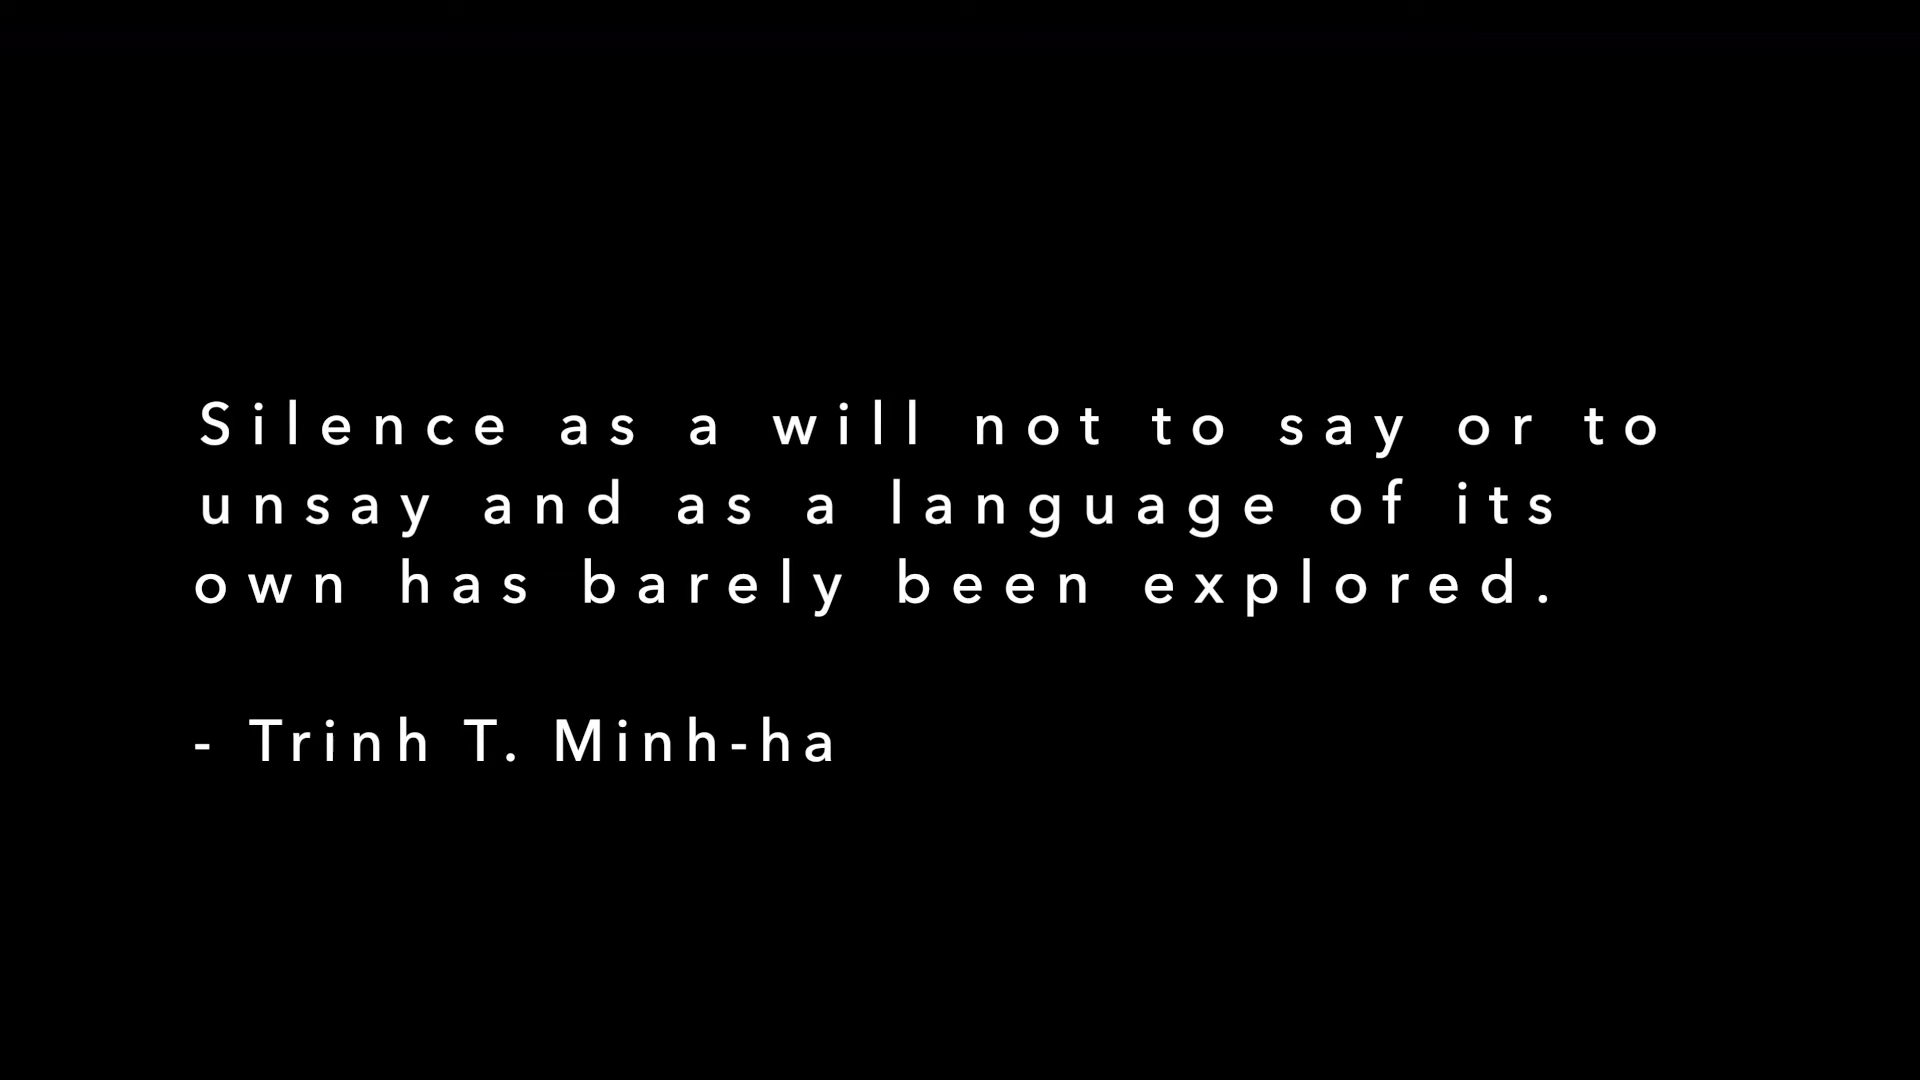 Silence as a will not to say or to
unsay and as a language of its
own has barely been explored.
- Trinh T. Minh-ha